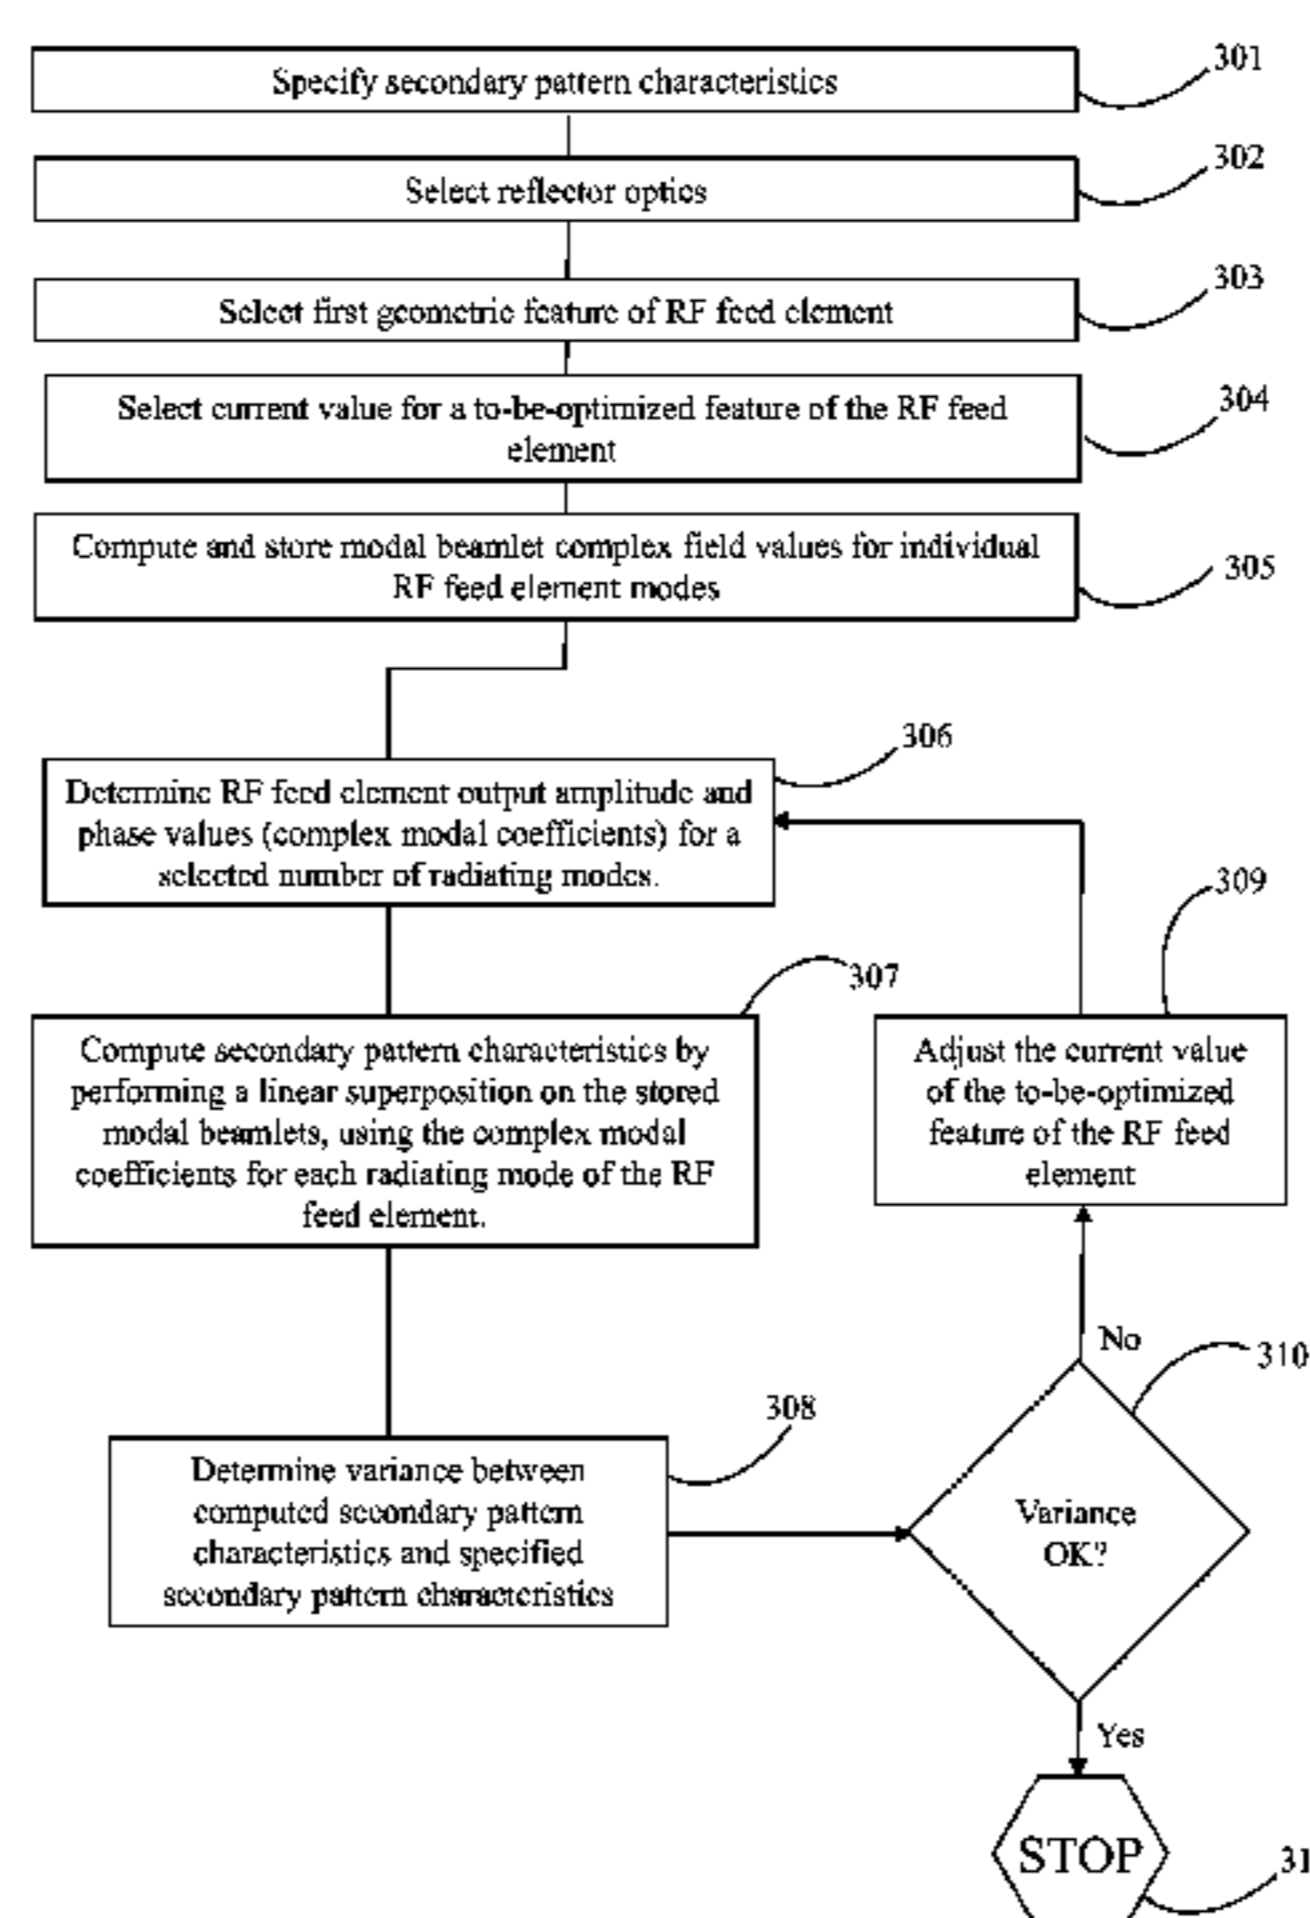 301
Specify secondary pattern characteristics
302
Select reflector optics
303
Select first geometric feature of RF feed element
304
Select current value for a to-be-optimized feature of the RF feed
element
305
Compute and store modal beamlet complex field values for individual
RF feed element modes
306
Determine RF feed element output amplitude and
phase values (complex modal coefficients) for a
selected number of radiating modes.
309
307
Compute secondary pattern characteristics by
performing a linear superposition on the stored
modal beamlets, using the complex modal
coefficients for each radiating mode of the RF
feed element.
Adjust the current value
of the to-be-optimized
feature of the RF feed
element
No
310
308
Determine variance between
computed secondary pattern
characteristics and specified
secondary pattern characteristics
Variance
OK?
Yes
STOP
31